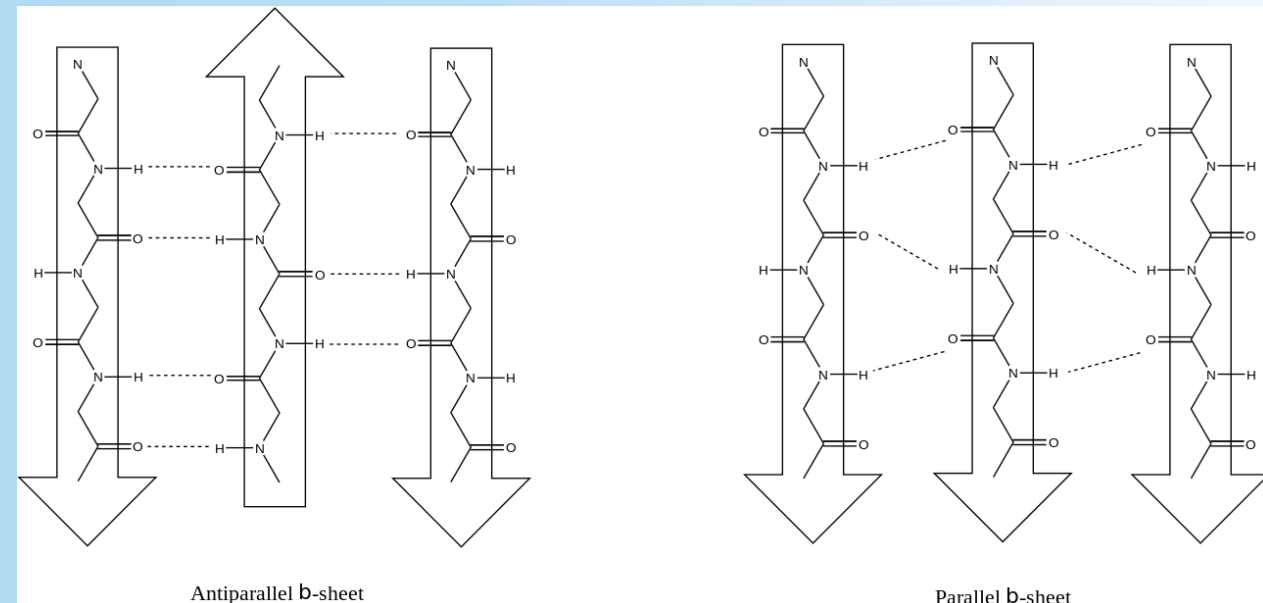 N N
O N H O
N H O N H
O H N O
H N O H N
O N H O
N H O N H
O H N O
Antiparallel b-sheet
N N N
O O O
N H N H N H
O O O
H N H N H N
O O O
N H N H N H
O O O
Parallel b-sheet